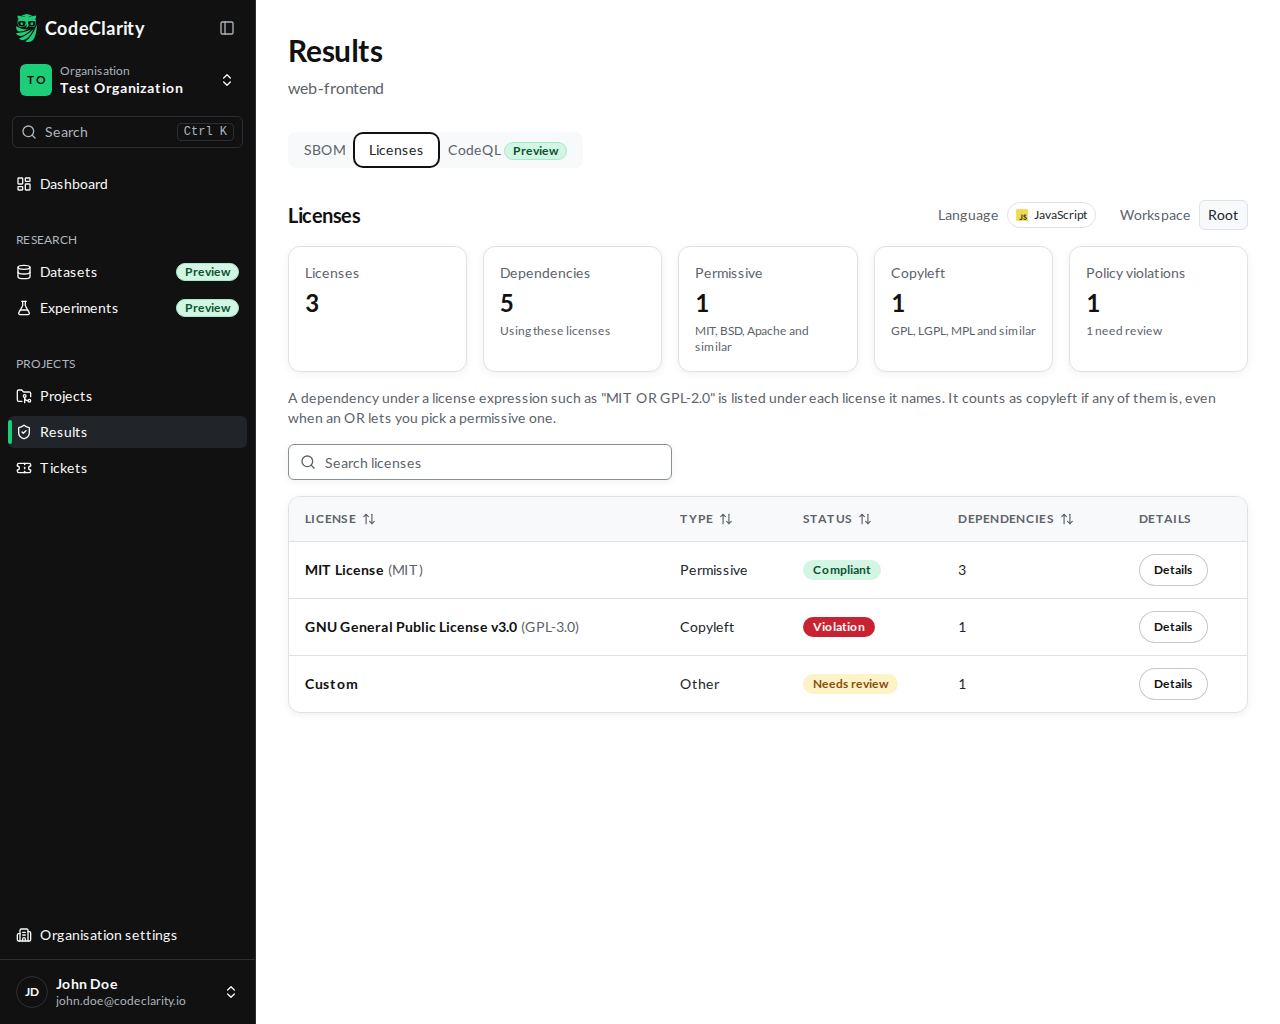 CodeClarity
TO
Organisation
Test Organization
Search
Ctrl K
Dashboard
RESEARCH
Datasets
Preview
Experiments
Preview
PROJECTS
Projects
Results
Tickets
Organisation settings
JD
John Doe
john.doe@codeclarity.io
Results
web-frontend
SBOM
Licenses
CodeQL
Preview
Licenses
Language
JS
JavaScript
Workspace
Root
Licenses
3
Dependencies
5
Using these licenses
Permissive
1
MIT, BSD, Apache and
similar
Copyleft
1
GPL, LGPL, MPL and similar
Policy violations
1
1 need review
A dependency under a license expression such as "MIT OR GPL-2.0" is listed under each license it names. It counts as copyleft if any of them is, even
when an OR lets you pick a permissive one.
Search licenses
LICENSE
TYPE
STATUS
DEPENDENCIES
DETAILS
MIT License (MIT)
Permissive
Compliant
3
Details
GNU General Public License v3.0 (GPL-3.0)
Copyleft
Violation
1
Details
Custom
Other
Needs review
1
Details